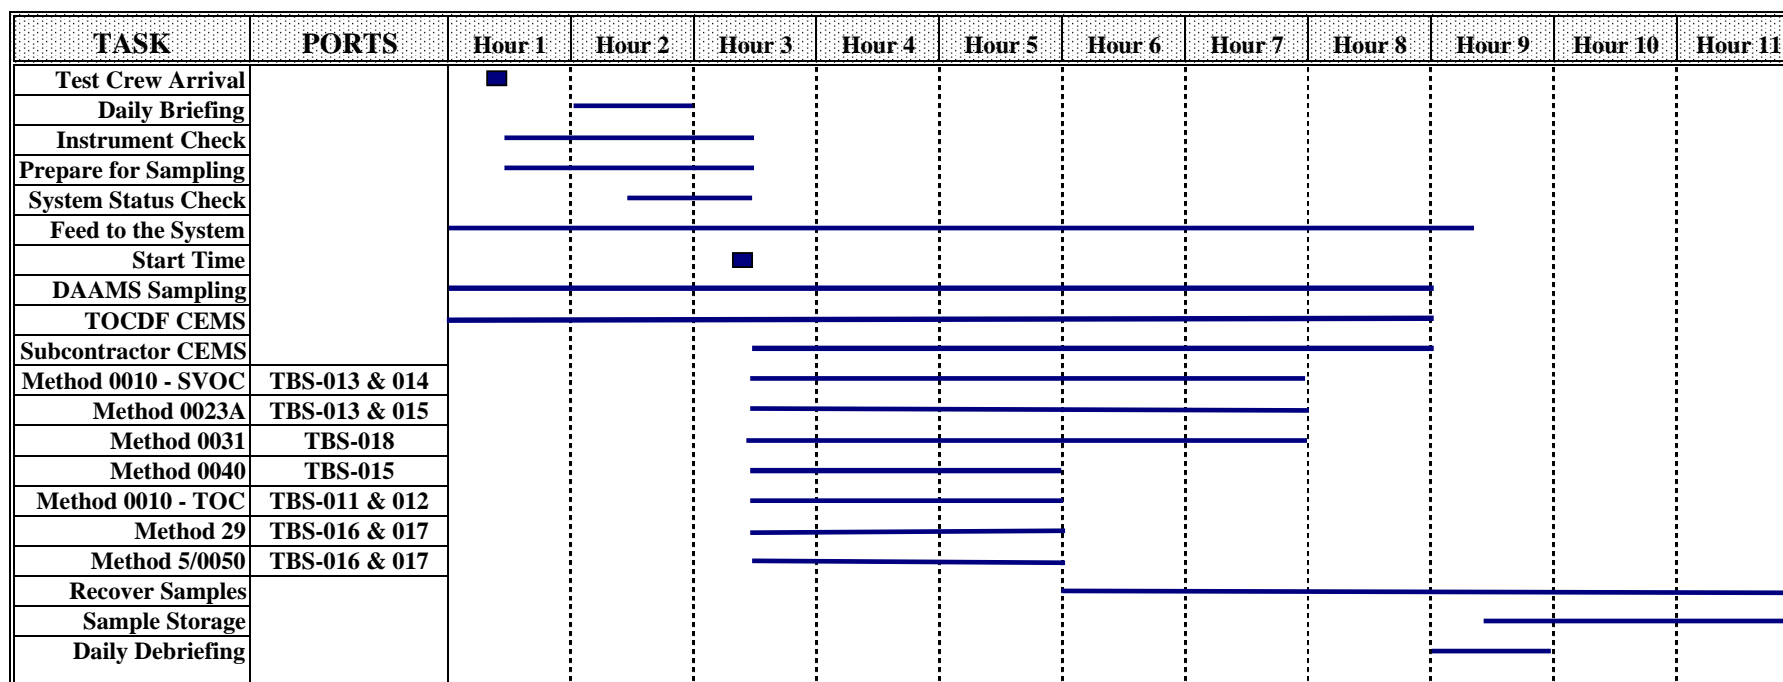 TASK PORTS Hour 1 Hour 2 Hour 3 Hour 4 Hour 5 Hour 6 Hour 7 Hour 8 Hour 9 Hour 10 Hour 11
Test Crew Arrival
Daily Briefing
Instrument Check
Prepare for Sampling
System Status Check
Feed to the System
Start Time
DAAMS Sampling
TOCDF CEMS
Subcontractor CEMS
Method 0010 - SVOC TBS-013 & 014
Method 0023A TBS-013 & 015
Method 0031 TBS-018
Method 0040 TBS-015
Method 0010 - TOC TBS-011 & 012
Method 29 TBS-016 & 017
Method 5/0050 TBS-016 & 017
Recover Samples
Sample Storage
Daily Debriefing